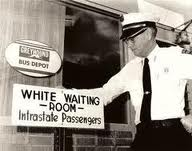 GREYHOUND
BUS DEPOT
WHITE WAITING
-ROOM-
Intrastate Passengers